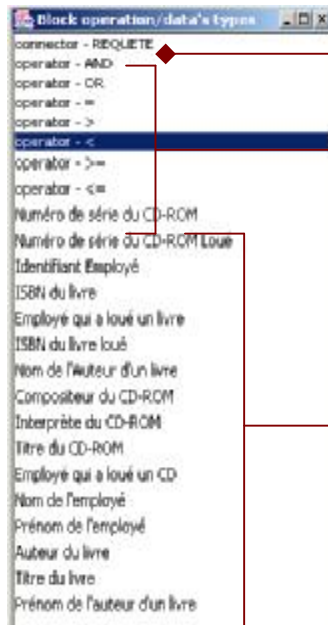 Block operation/data's types
connector - REQUETE
operator - AND
operator - OR
operator - =
operator - >
operator - <
operator - >=
operator - <=
Numéro de série du CD-ROM
Numéro de série du CD-ROM Loué
Identifiant Employé
ISBN du livre
Employé qui a loué un livre
ISBN du livre loué
Nom de l'Auteur d'un livre
Compositeur du CD-ROM
Interprète du CD-ROM
Titre du CD-ROM
Employé qui a loué un CD
Nom de l'employé
Prénom de l'employé
Auteur du livre
Titre du livre
Prénom de l'auteur d'un livre